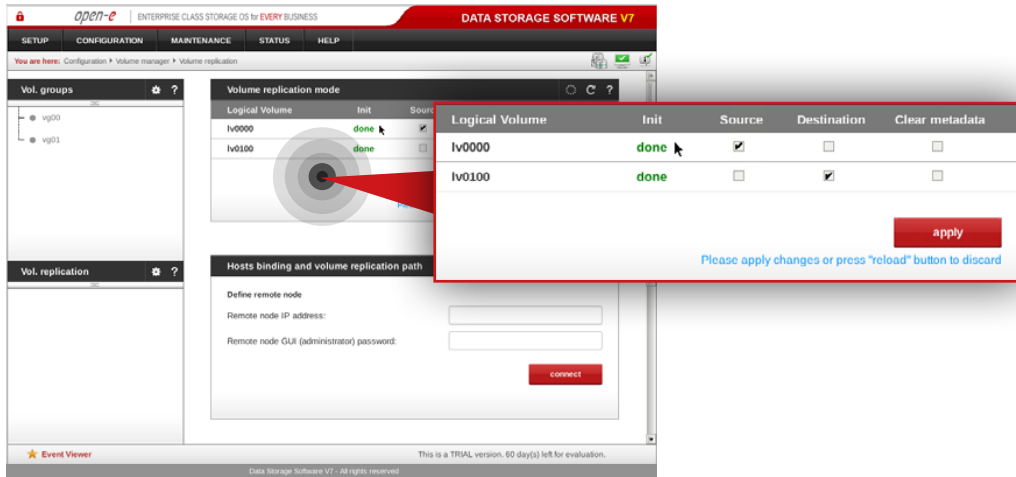 open-e ENTERPRISE CLASS STORAGE OS for EVERY BUSINESS DATA STORAGE SOFTWARE V7
SETUP CONFIGURATION MAINTENANCE STATUS HELP
You are here: Configuration Volume manager Volume replication
Vol. groups ?
vg00
vg01
Volume replication mode ?
Logical Volume Init Sourc
lv0000 done
lv0100 done
Logical Volume Init Source Destination Clear metadata
lv0000 done
lv0100 done
apply
Please apply changes or press "reload" button to discard
Vol. replication ?
Hosts binding and volume replication path
Define remote node
Remote node IP address:
Remote node GUI (administrator) password:
connect
Event Viewer This is a TRIAL version. 60 day(s) left for evaluation.
Data Storage Software V7 - All rights reserved